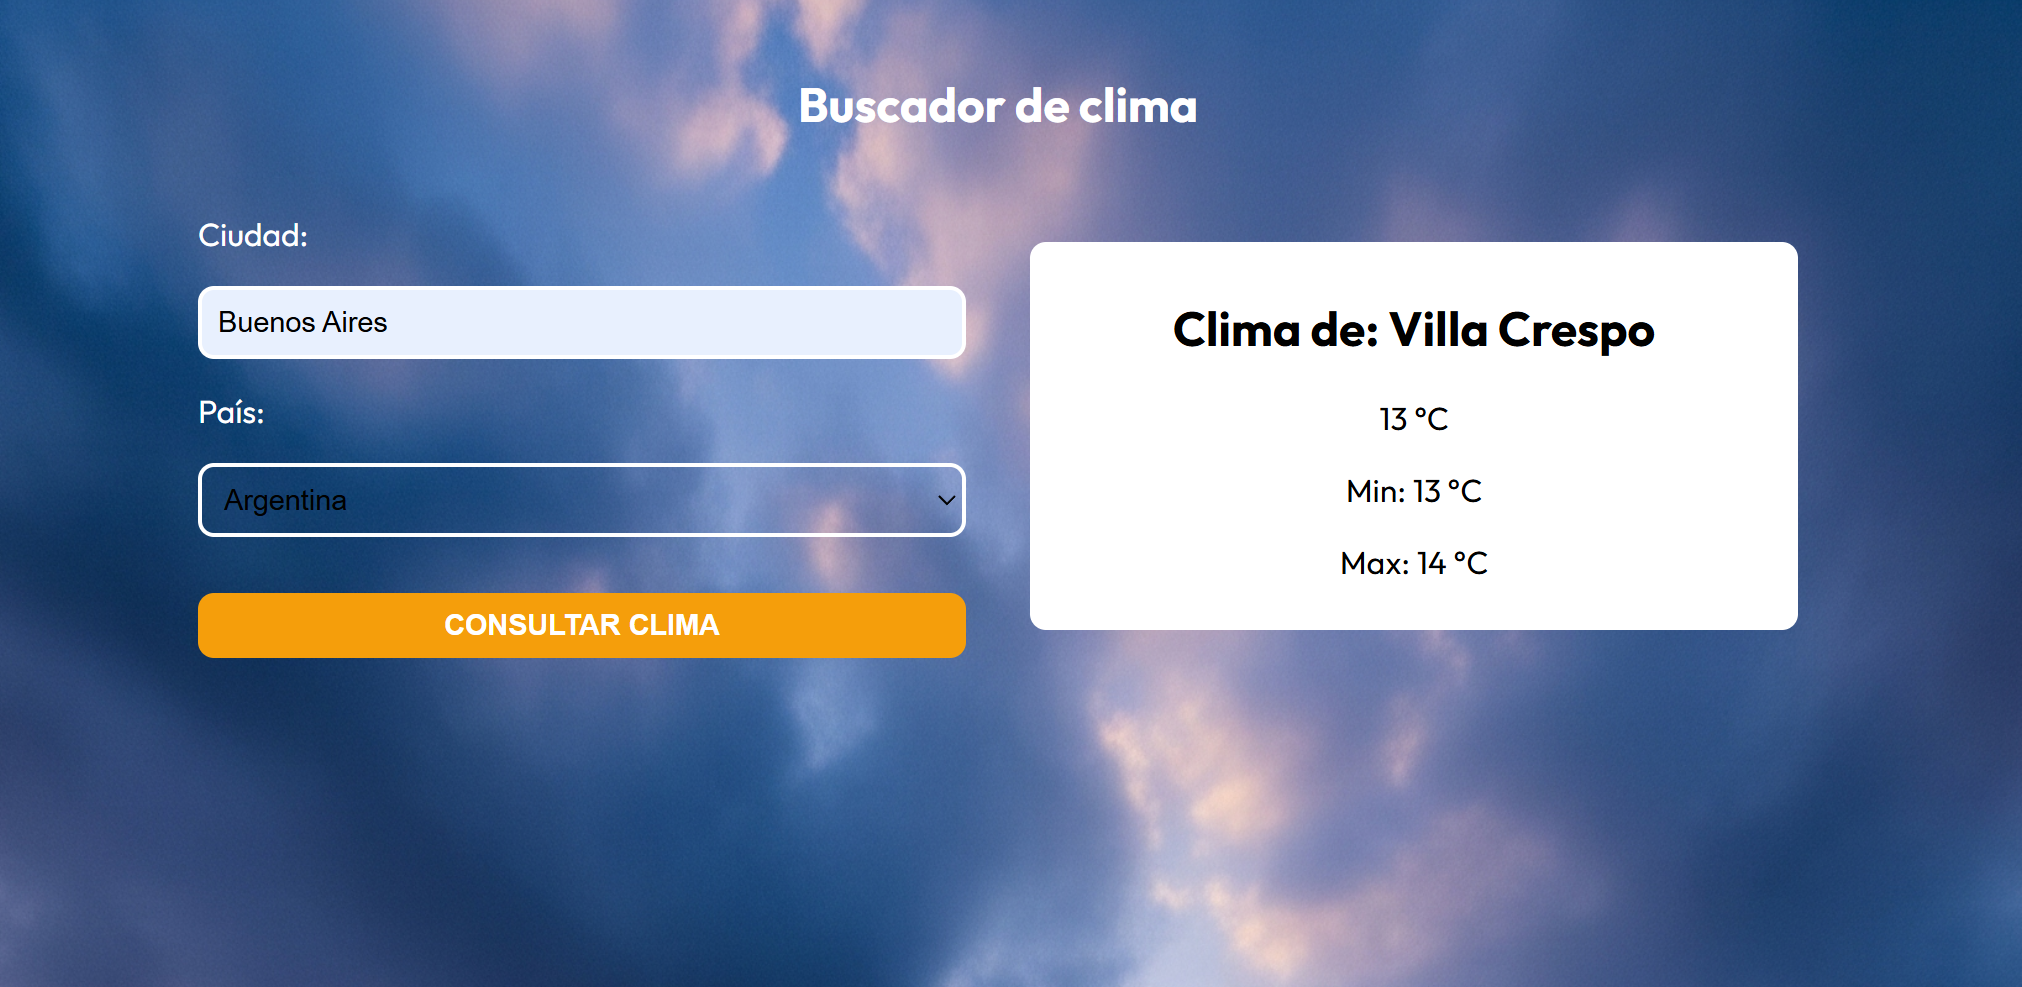 Buscador de clima
Ciudad:
Buenos Aires
País:
Argentina
CONSULTAR CLIMA
Clima de: Villa Crespo
13 °C
Min: 13 °C
Max: 14 °C